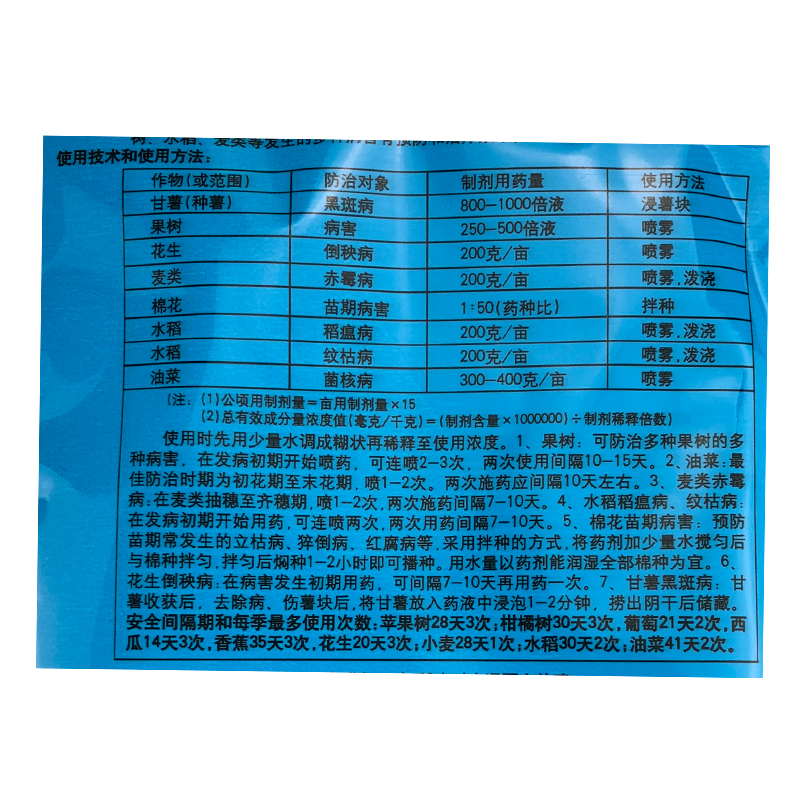 树、水稻、麦类等发生的多种病害有预防和治
使用技术和使用方法：
作物(或范围) 防治对象 制剂用药量 使用方法
甘薯(种薯) 黑斑病 800—1000倍液 浸薯块
果树 病害 250—500倍液 喷雾
花生 倒秧病 200克/亩 喷雾
麦类 赤霉病 200克/亩 喷雾,泼浇
棉花 苗期病害 1:50(药种比) 拌种
水稻 稻瘟病 200克/亩 喷雾,泼浇
水稻 纹枯病 200克/亩 喷雾,泼浇
油菜 菌核病 300—400克/亩 喷雾
(注：(1)公顷用制剂量=亩用制剂量×15
(2)总有效成分量浓度值(毫克/千克)=(制剂含量×1000000)÷制剂稀释倍数)
使用时先用少量水调成糊状再稀释至使用浓度。1、果树：可防治多种果树的多
种病害，在发病初期开始喷药，可连喷2-3次，两次使用间隔10-15天。2、油菜：最
佳防治时期为初花期至末花期，喷1-2次。两次施药应间隔10天左右。3、麦类赤霉
病：在麦类抽穗至齐穗期,喷1-2次,两次施药间隔7-10天。4、水稻稻瘟病、纹枯病：
在发病初期开始用药,可连喷两次,两次用药间隔7-10天。5、棉花苗期病害：预防
苗期常发生的立枯病、猝倒病、红腐病等，采用拌种的方式，将药剂加少量水搅匀后
与棉种拌匀，拌匀后焖种1-2小时即可播种。用水量以药剂能润湿全部棉种为宜。6、
花生倒秧病：在病害发生初期用药，可间隔7-10天再用药一次。7、甘薯黑斑病：甘
薯收获后，去除病、伤薯块后,将甘薯放入药液中浸泡1-2分钟，捞出阴干后储藏。
安全间隔期和每季最多使用次数：苹果树28天3次；柑橘树30天3次，葡萄21天2次，西
瓜14天3次，香蕉35天3次，花生20天3次；小麦28天1次；水稻30天2次；油菜41天2次。